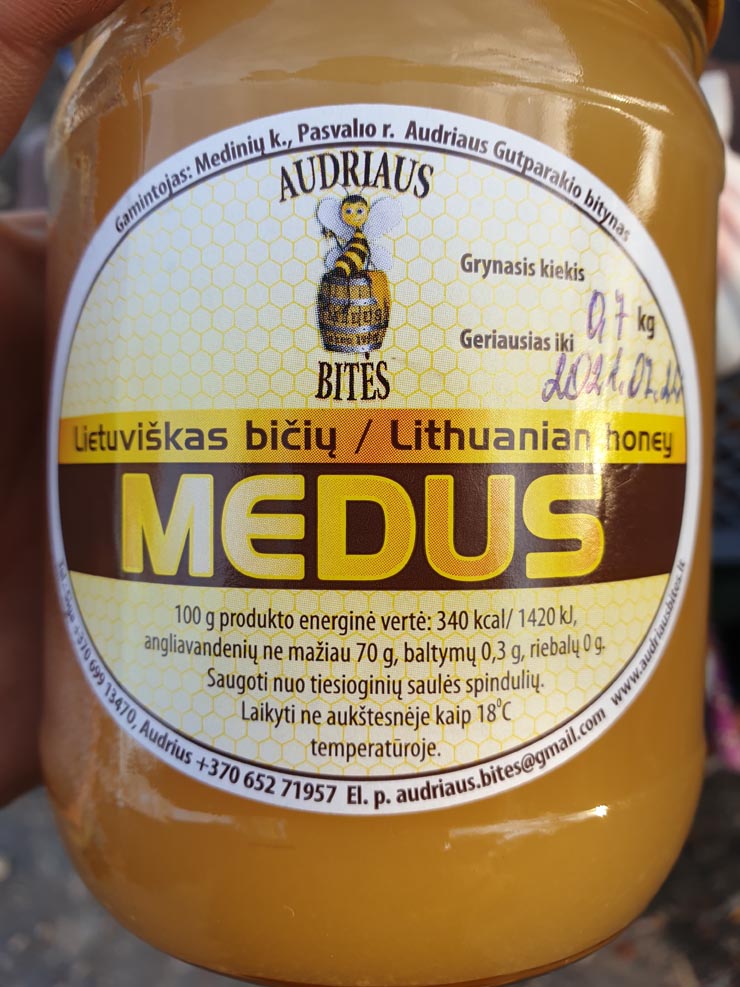 Gamintojas: Medinių k., Pasvalio r. Audriaus Gutparakio bitynas
AUDRIAUS
BITĖS
Grynasis kiekis
0,7 kg
Geriausias iki
Lietuviškas bičių / Lithuanian honey
MEDUS
100 g produkto energinė vertė: 340 kcal/ 1420 kJ,
angliavandenių ne mažiau 70 g, baltymų 0,3 g, riebalų 0 g.
Saugoti nuo tiesioginių saulės spindulių.
Laikyti ne aukštesnėje kaip 18°C
temperatūroje.
699 13470, Audrius +370 652 71957 El. p. audriaus.bites@gmail.com www.audriausbites.lt